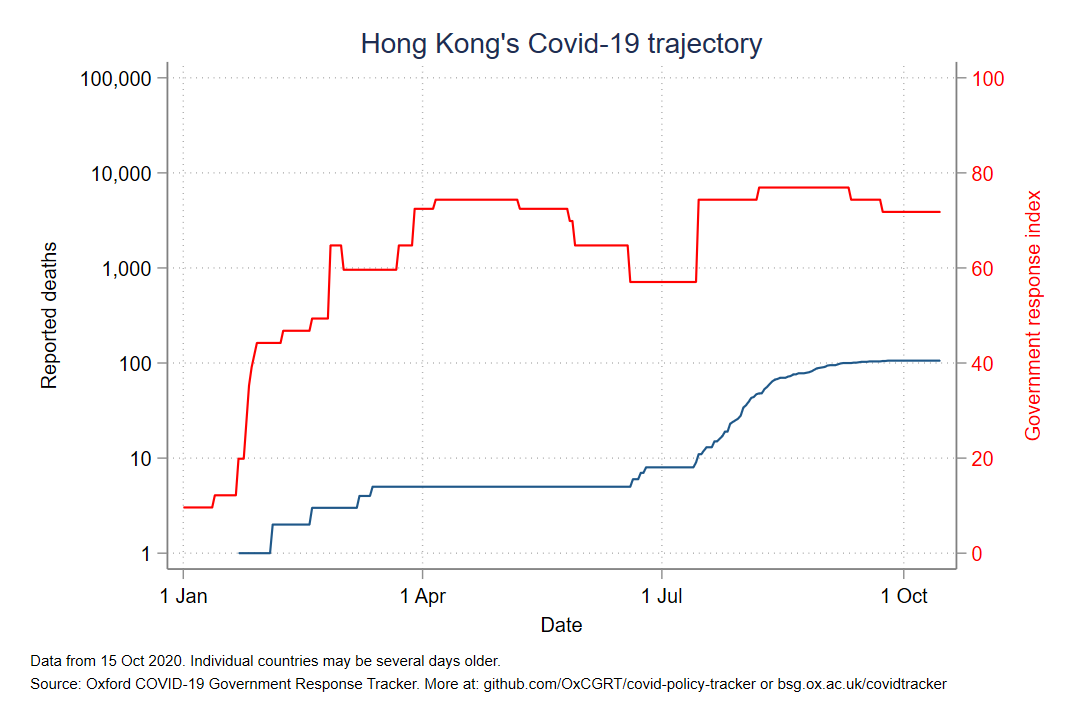 Hong Kong's Covid-19 trajectory
100,000
10,000
1,000
100
10
1
Reported deaths
100
80
60
40
20
0
Government response index
1 Jan
1 Apr
1 Jul
1 Oct
Date
Data from 15 Oct 2020. Individual countries may be several days older.
Source: Oxford COVID-19 Government Response Tracker. More at: github.com/OxCGRT/covid-policy-tracker or bsg.ox.ac.uk/covidtracker